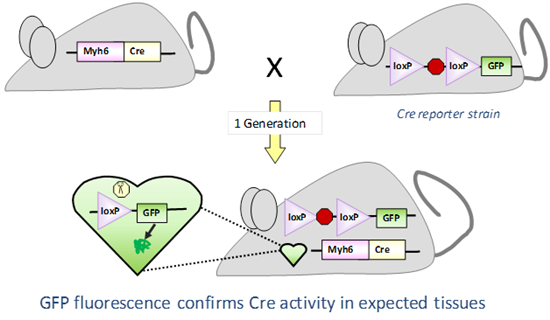 Myh6 Cre
X
loxP loxP GFP
Cre reporter strain
1 Generation
loxP GFP
loxP loxP GFP
Myh6 Cre
GFP fluorescence confirms Cre activity in expected tissues